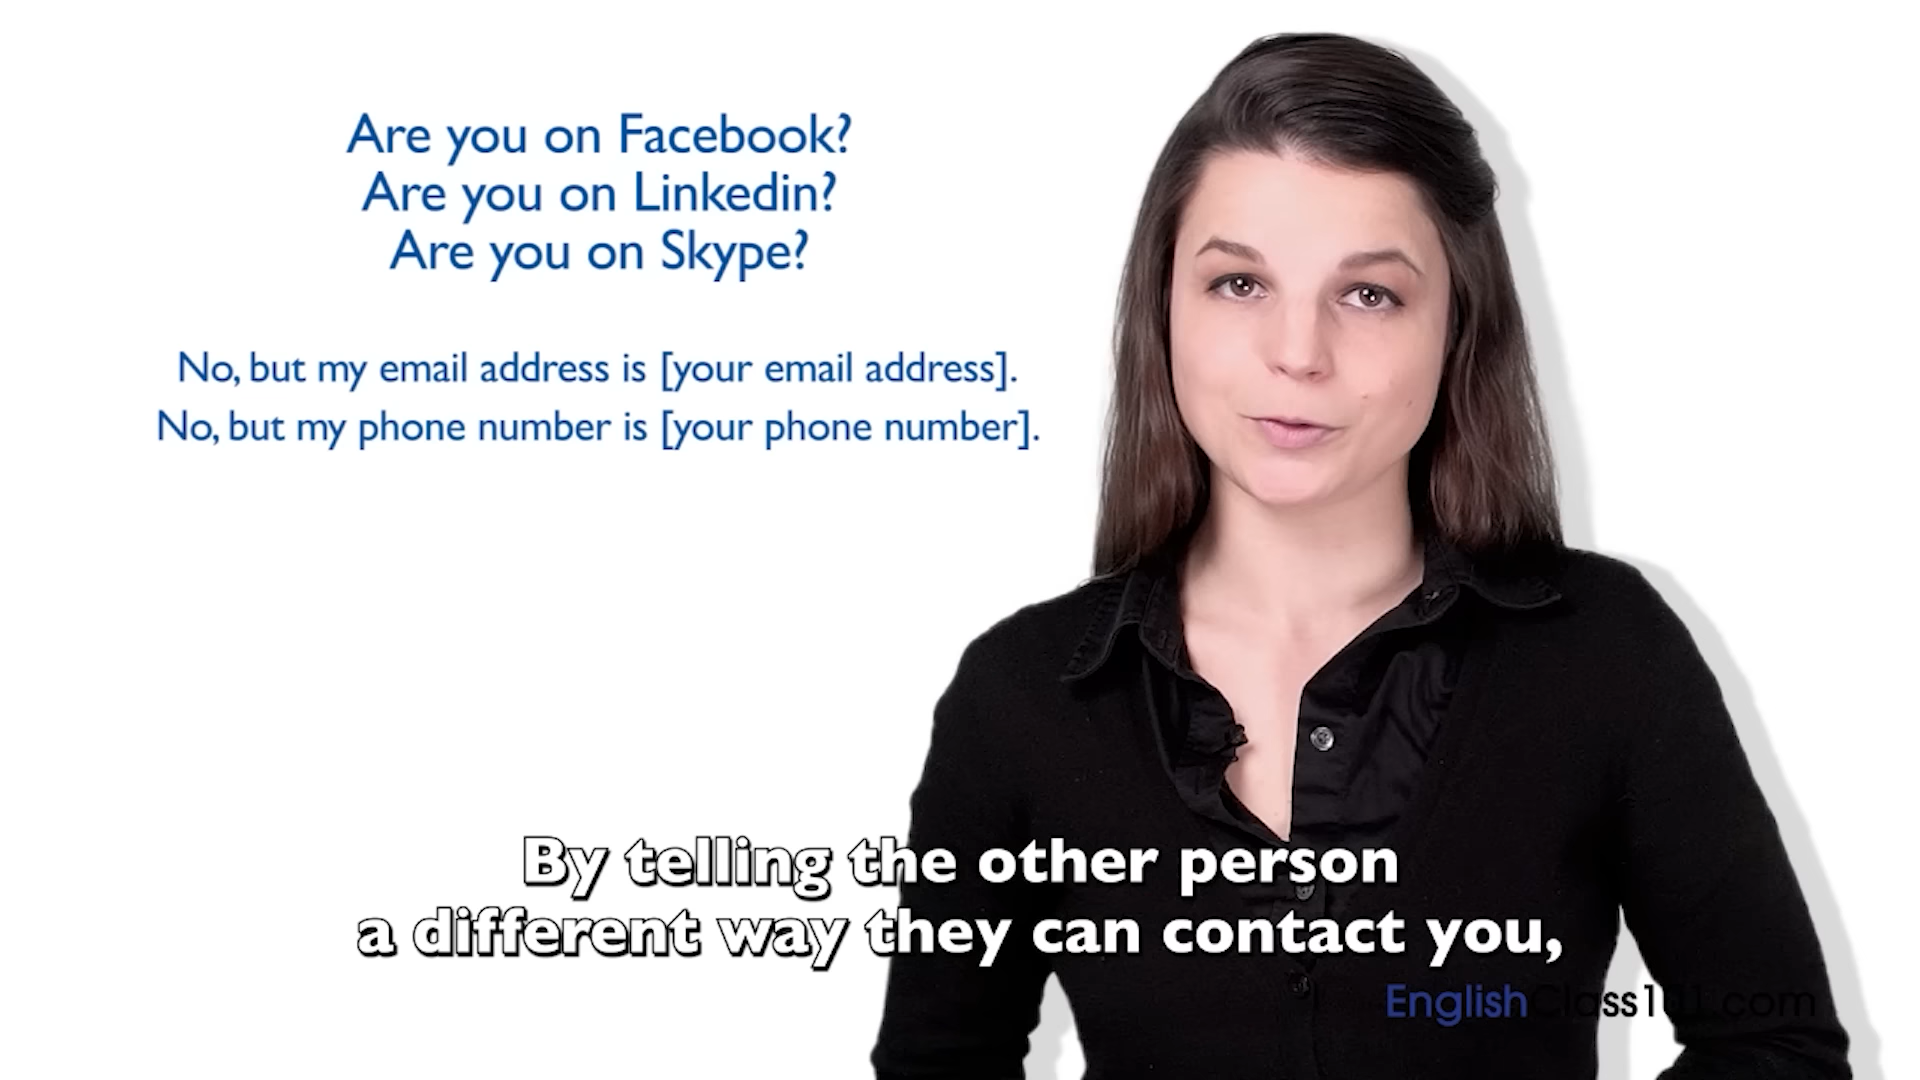 Are you on Facebook?
Are you on Linkedin?
Are you on Skype?
No, but my email address is [your email address].
No, but my phone number is [your phone number].
By telling the other person
a different way they can contact you,
EnglishClass101.com